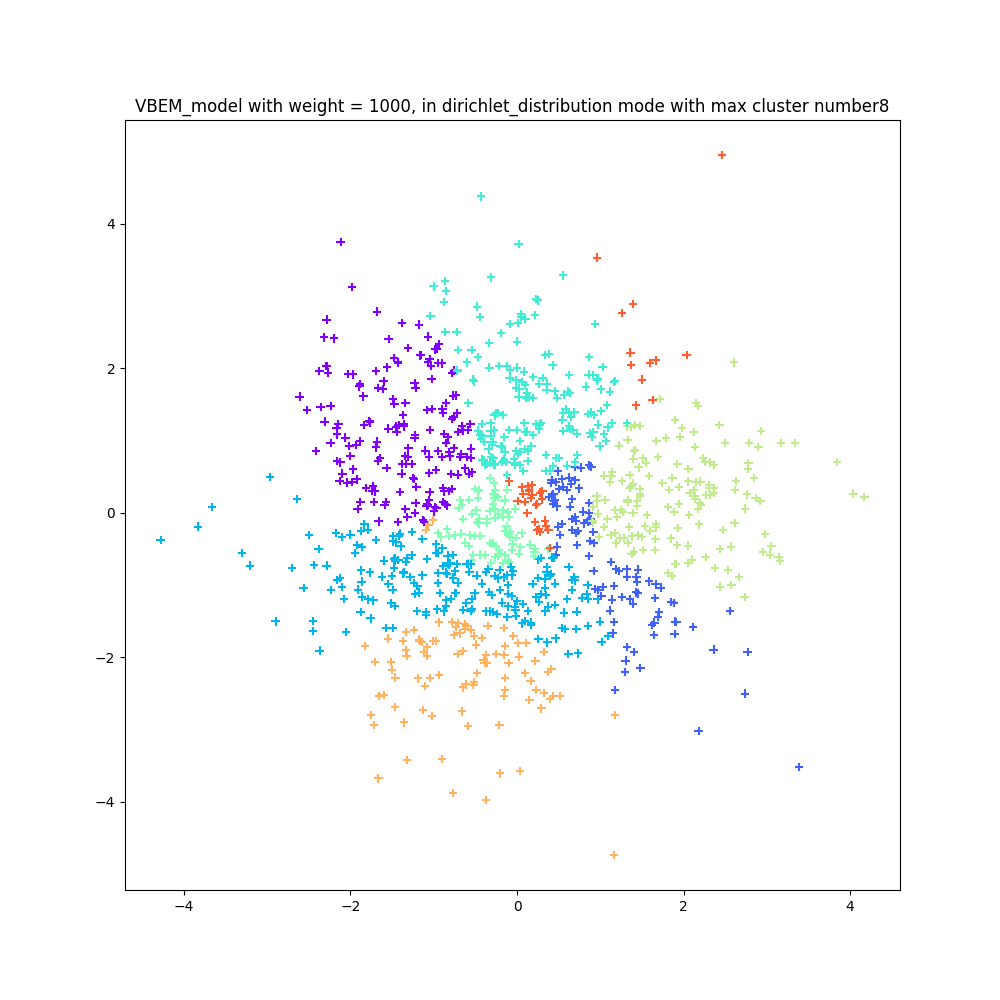 VBEM_model with weight = 1000, in dirichlet_distribution mode with max cluster number8
4
2
0
−2
−4
−4 −2 0 2 4